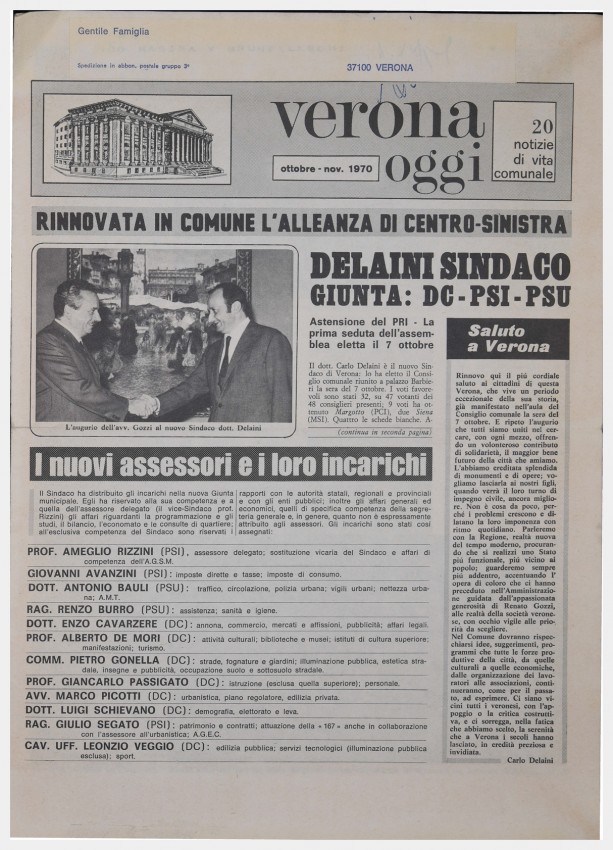 Gentile Famiglia
Spedizione in abbon. postale gruppo 3º
37100 VERONA
verona
oggi
ottobre - nov. 1970
20
notizie
di vita
comunale
RINNOVATA IN COMUNE L'ALLEANZA DI CENTRO-SINISTRA
L'augurio dell'avv. Gozzi al nuovo Sindaco dott. Delaini
DELAINI SINDACO
GIUNTA: DC-PSI-PSU
Astensione del PRI - La
prima seduta dell'assem-
blea eletta il 7 ottobre
Il dott. Carlo Delaini è il nuovo Sin-
daco di Verona: lo ha eletto il Consi-
glio comunale riunito a palazzo Barbie-
ri la sera del 7 ottobre. I voti favore-
voli sono stati 32, su 47 votanti dei
48 consiglieri presenti; 9 voti ha ot-
tenuto Margotto (PCI), due Siena
(MSI). Quattro le schede bianche. A-
(continua in seconda pagina)
Saluto
a Verona
Rinnovo qui il più cordiale
saluto ai cittadini di questa
Verona, che vive un periodo
eccezionale della sua storia,
già manifestato nell'aula del
Consiglio comunale la sera del
7 ottobre. E ripeto l'augurio
che tutti siamo uniti nel cer-
care, con ogni mezzo, offren-
do un volonteroso contributo
di solidarietà, il maggior bene
futuro della città che amiamo.
L'abbiamo ereditata splendida
di monumenti e di opere; vo-
gliamo lasciarla ai nostri figli,
quando verrà il loro turno di
impegno civile, ancora miglio-
re. Non è cosa da poco, per-
ché i problemi crescono e di-
latano la loro imponenza con
ritmo quotidiano. Parleremo
con la Regione, realtà nuova
del tempo moderno, procuran-
do che si realizzi uno Stato
più funzionale, più vicino al
popolo; guarderemo sempre
più addentro, accentuando l'
opera di coloro che ci hanno
preceduto nell'Amministrazio-
ne guidata dall'appassionata
generosità di Renato Gozzi,
alle realtà della società verone-
se, con occhio vigile alle prio-
rità da scegliere.
Nel Comune dovranno rispec-
chiarsi idee, suggerimenti, pro-
grammi che tutte le forze pro-
duttive della città, da quelle
culturali a quelle economiche,
dalle organizzazioni dei lavo-
ratori alle associazioni, conti-
nueranno, come per il passa-
to, ad esprimere. Ci siano vi-
cini tutti i veronesi, con l'ap-
poggio o la critica costrutti-
va, e ci sorregga, nella fatica
che abbiamo scelto, la serenità
che a Verona i secoli hanno
lasciato, in eredità preziosa e
invidiata.
Carlo Delaini
I nuovi assessori e i loro incarichi
Il Sindaco ha distribuito gli incarichi nella nuova Giunta
municipale. Egli ha riservato alla sua competenza e a
quella dell'assessore delegato (il vice-Sindaco prof.
Rizzini) gli affari riguardanti la programmazione e gli
studi, il bilancio, l'economato e le consulte di quartiere;
all'esclusiva competenza del Sindaco sono riservati i
rapporti con le autorità statali, regionali e provinciali
e con gli enti pubblici; inoltre gli affari generali ed
economici, quelli di specifica competenza della segre-
teria generale e, in genere, quanto non è espressamente
attribuito agli assessori. Gli incarichi sono stati così
assegnati:
PROF. AMEGLIO RIZZINI (PSI), assessore delegato; sostituzione vicaria del Sindaco e affari di
competenza dell'A.G.S.M.
GIOVANNI AVANZINI (PSI): imposte dirette e tasse; imposte di consumo.
DOTT. ANTONIO BAULI (PSU): traffico, circolazione, polizia urbana; vigili urbani; nettezza urba-
na; A.M.T.
RAG. RENZO BURRO (PSU): assistenza; sanità e igiene.
DOTT. ENZO CAVARZERE (DC): annona, commercio, mercati e affissioni, pubblicità; affari legali.
PROF. ALBERTO DE MORI (DC): attività culturali; biblioteche e musei; istituti di cultura superiore;
manifestazioni; turismo.
COMM. PIETRO GONELLA (DC): strade, fognature e giardini; illuminazione pubblica, estetica stra-
dale, insegne e pubblicità, occupazione suolo e sottosuolo stradale.
PROF. GIANCARLO PASSIGATO (DC): istruzione (esclusa quella superiore); personale.
AVV. MARCO PICOTTI (DC): urbanistica, piano regolatore, edilizia privata.
DOTT. LUIGI SCHIEVANO (DC): demografia, elettorato e leva.
RAG. GIULIO SEGATO (PSI): patrimonio e contratti; attuazione della «167» anche in collaborazione
con l'assessore all'urbanistica; A.G.E.C.
CAV. UFF. LEONZIO VEGGIO (DC): edilizia pubblica; servizi tecnologici (illuminazione pubblica
esclusa); sport.